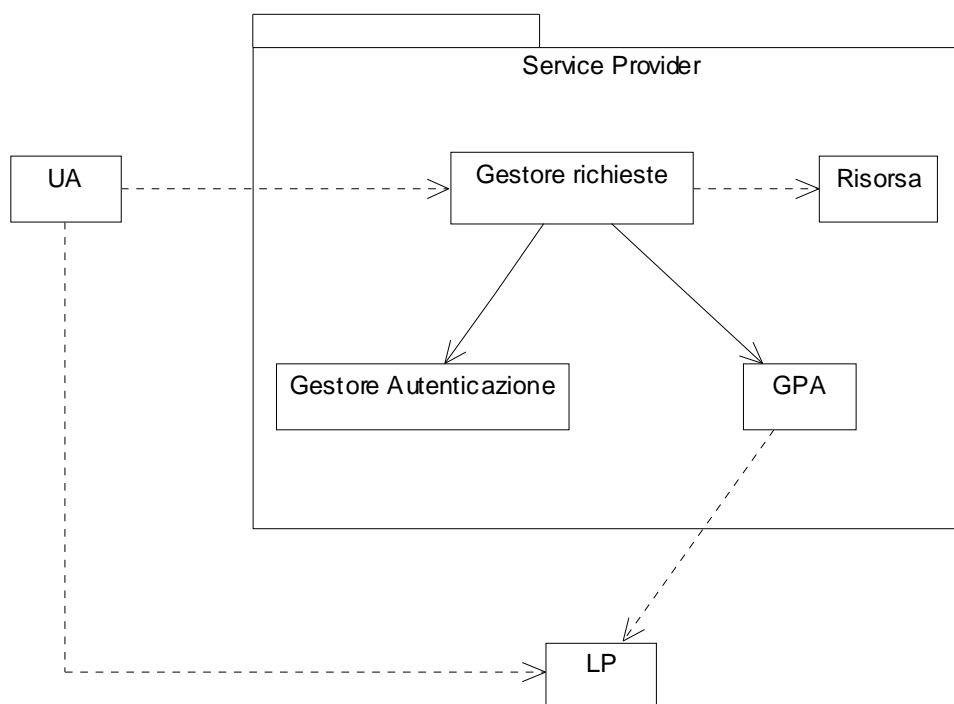 Service Provider
UA
Gestore richieste
Risorsa
Gestore Autenticazione
GPA
LP